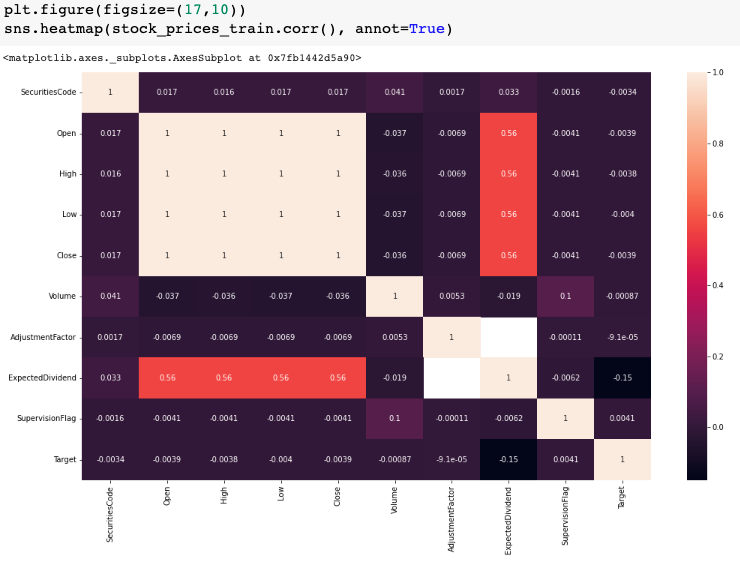 plt.figure(figsize=(17,10))
sns.heatmap(stock_prices_train.corr(), annot=True)
<matplotlib.axes._subplots.AxesSubplot at 0x7fb1442d5a90>
SecuritiesCode 1 0.017 0.016 0.017 0.017 0.041 0.0017 0.033 -0.0016 -0.0034
Open 0.017 1 1 1 1 -0.037 -0.0069 0.56 -0.0041 -0.0039
High 0.016 1 1 1 1 -0.036 -0.0069 0.56 -0.0041 -0.0038
Low 0.017 1 1 1 1 -0.037 -0.0069 0.56 -0.0041 -0.004
Close 0.017 1 1 1 1 -0.036 -0.0069 0.56 -0.0041 -0.0039
Volume 0.041 -0.037 -0.036 -0.037 -0.036 1 0.0053 -0.019 0.1 -0.00087
AdjustmentFactor 0.0017 -0.0069 -0.0069 -0.0069 -0.0069 0.0053 1 -0.00011 -9.1e-05
ExpectedDividend 0.033 0.56 0.56 0.56 0.56 -0.019 1 -0.0062 -0.15
SupervisionFlag -0.0016 -0.0041 -0.0041 -0.0041 -0.0041 0.1 -0.00011 -0.0062 1 0.0041
Target -0.0034 -0.0039 -0.0038 -0.004 -0.0039 -0.00087 -9.1e-05 -0.15 0.0041 1
SecuritiesCode Open High Low Close Volume AdjustmentFactor ExpectedDividend SupervisionFlag Target
1.0
0.8
0.6
0.4
0.2
0.0